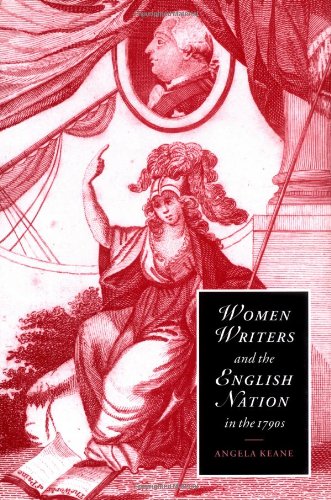 WOMEN
WRITERS
and the
ENGLISH
NATION
in the 1790s
ANGELA KEANE